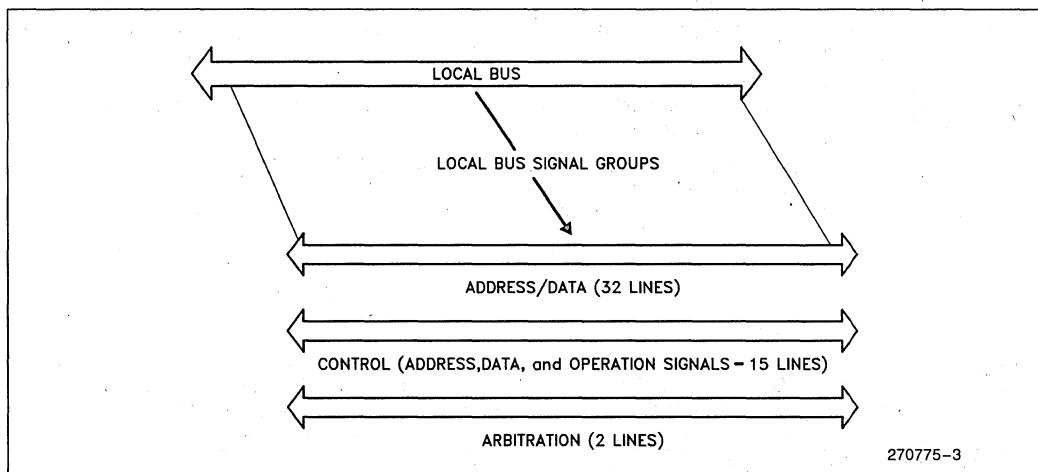 LOCAL BUS
LOCAL BUS SIGNAL GROUPS
ADDRESS/DATA (32 LINES)
CONTROL (ADDRESS,DATA, and OPERATION SIGNALS – 15 LINES)
ARBITRATION (2 LINES)
270775–3